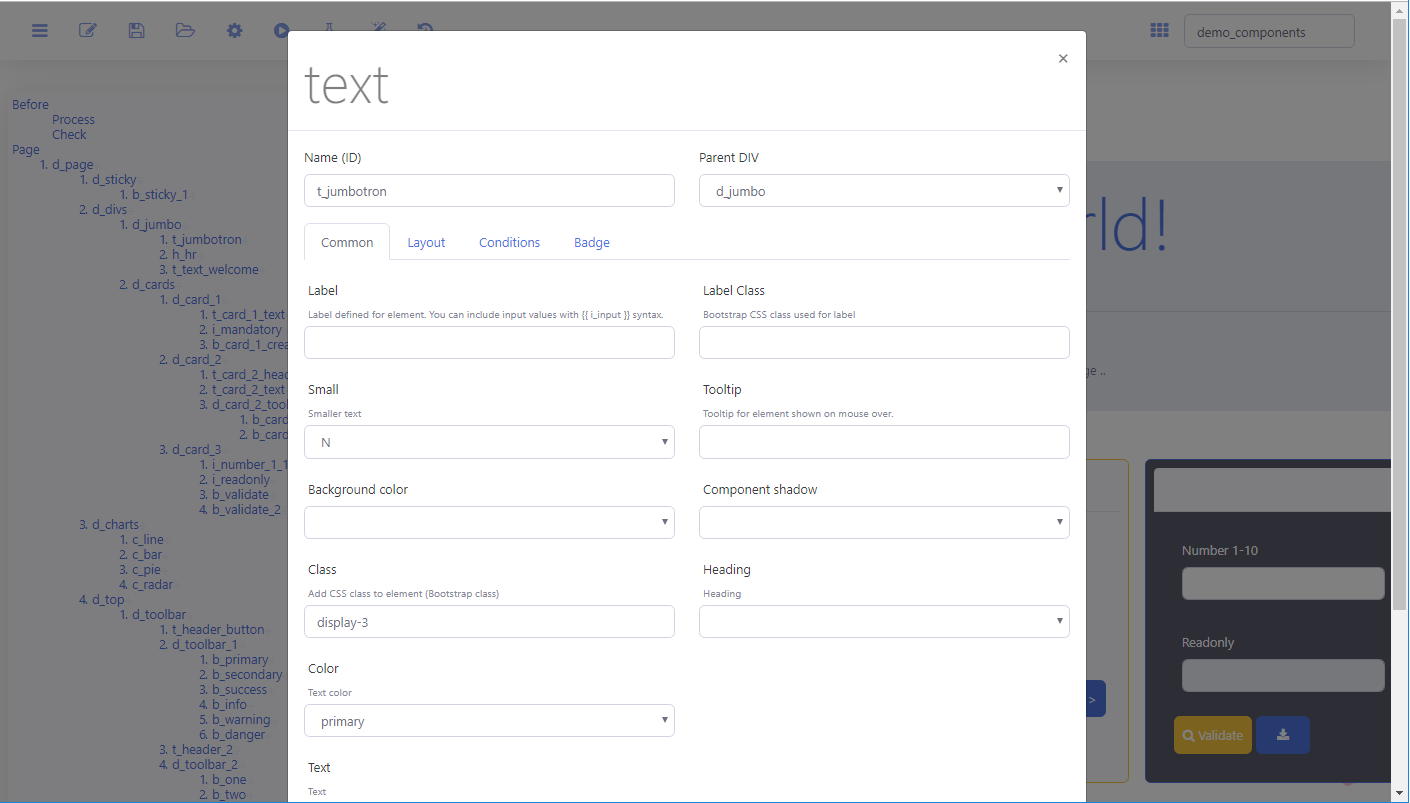 demo_components
Before
Process
Check
Page
1. d_page
1. d_sticky
1. b_sticky_1
2. d_divs
1. d_jumbo
1. t_jumbotron
2. h_hr
3. t_text_welcome
2. d_cards
1. d_card_1
1. t_card_1_text
2. i_mandatory
3. b_card_1_crea
2. d_card_2
1. t_card_2_head
2. t_card_2_text
3. d_card_2_tool
1. b_card
2. b_card
3. d_card_3
1. i_number_1_1
2. i_readonly
3. b_validate
4. b_validate_2
3. d_charts
1. c_line
2. c_bar
3. c_pie
4. c_radar
4. d_top
1. d_toolbar
1. t_header_button
2. d_toolbar_1
1. b_primary
2. b_secondary
3. b_success
4. b_info
5. b_warning
6. b_danger
3. t_header_2
4. d_toolbar_2
1. b_one
2. b_two
text
×
Name (ID) Parent DIV
t_jumbotron d_jumbo
Common Layout Conditions Badge
Label Label Class
Label defined for element. You can include input values with {{ i_input }} syntax. Bootstrap CSS class used for label
Small Tooltip
Smaller text Tooltip for element shown on mouse over.
N
Background color Component shadow
Class Heading
Add CSS class to element (Bootstrap class) Heading
display-3
Color
Text color
primary
Text
Text
rld!
ge ..
>
Number 1-10
Readonly
Validate